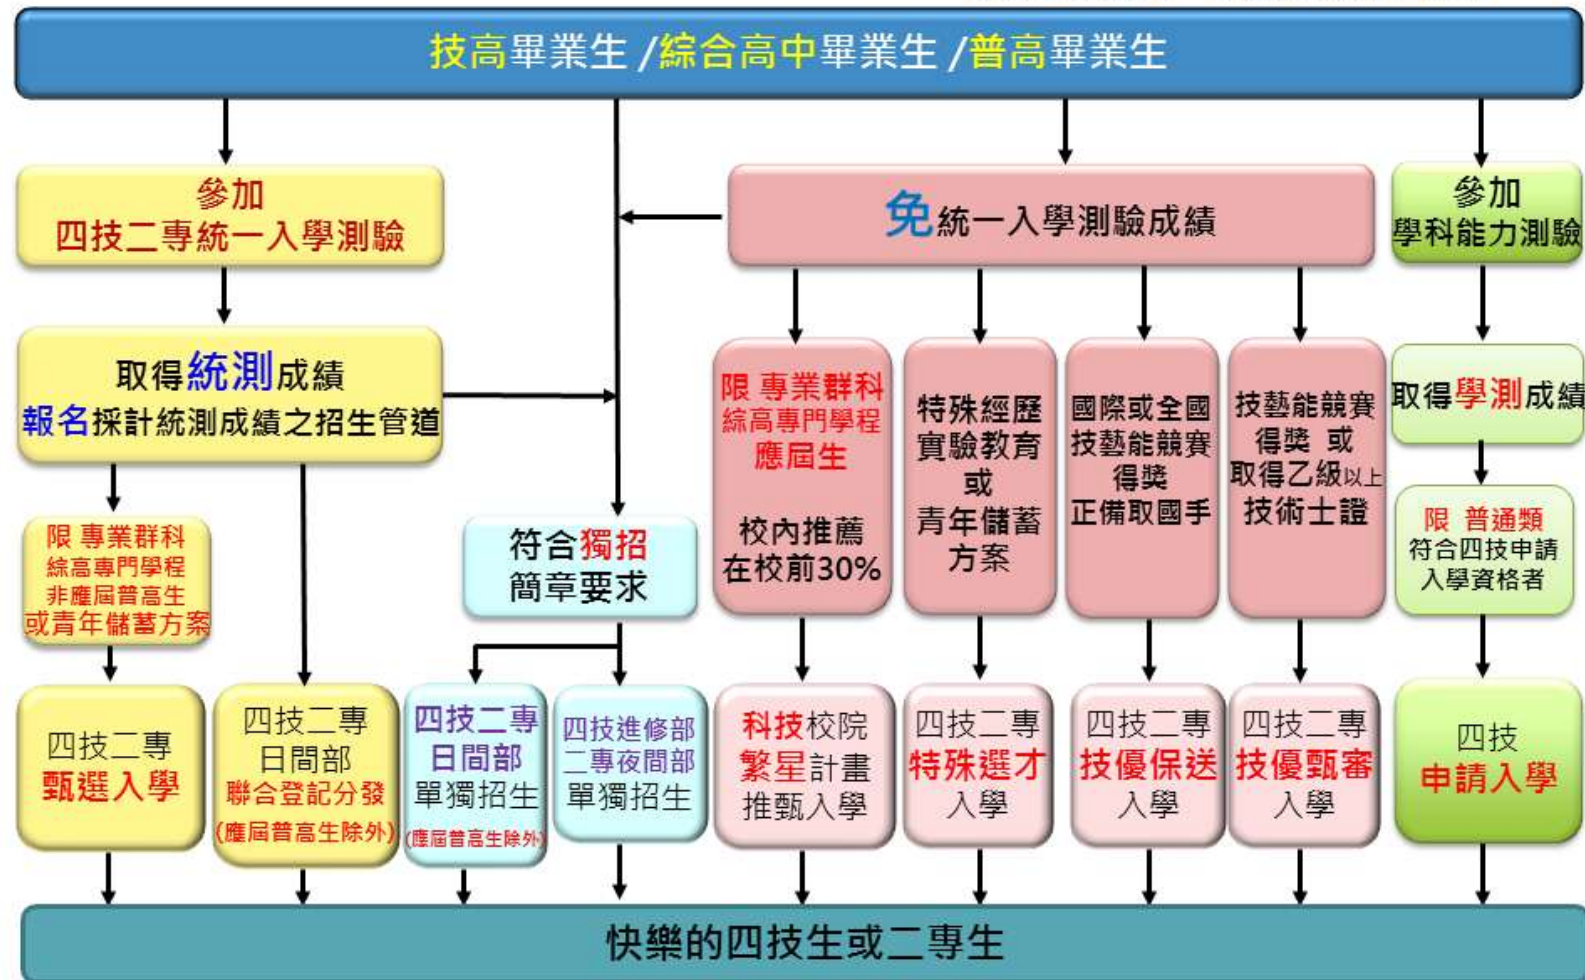 技高畢業生 /綜合高中畢業生 /普高畢業生
參加
四技二專統一入學測驗
免統一入學測驗成績
參加
學科能力測驗
取得統測成績
報名採計統測成績之招生管道
限 專業群科
綜高專門學程
應屆生
校內推薦
在校前30%
特殊經歷
實驗教育
或
青年儲蓄
方案
國際或全國
技藝能競賽
得獎
正備取國手
技藝能競賽
得獎 或
取得乙級以上
技術士證
取得學測成績
限 專業群科
綜高專門學程
非應屆普高生
或青年儲蓄方案
符合獨招
簡章要求
限 普通類
符合四技申請
入學資格者
四技二專
甄選入學
四技二專
日間部
聯合登記分發
(應屆普高生除外)
四技二專
日間部
單獨招生
(應屆普高生除外)
四技進修部
二專夜間部
單獨招生
科技校院
繁星計畫
推甄入學
四技二專
特殊選才
入學
四技二專
技優保送
入學
四技二專
技優甄審
入學
四技
申請入學
快樂的四技生或二專生